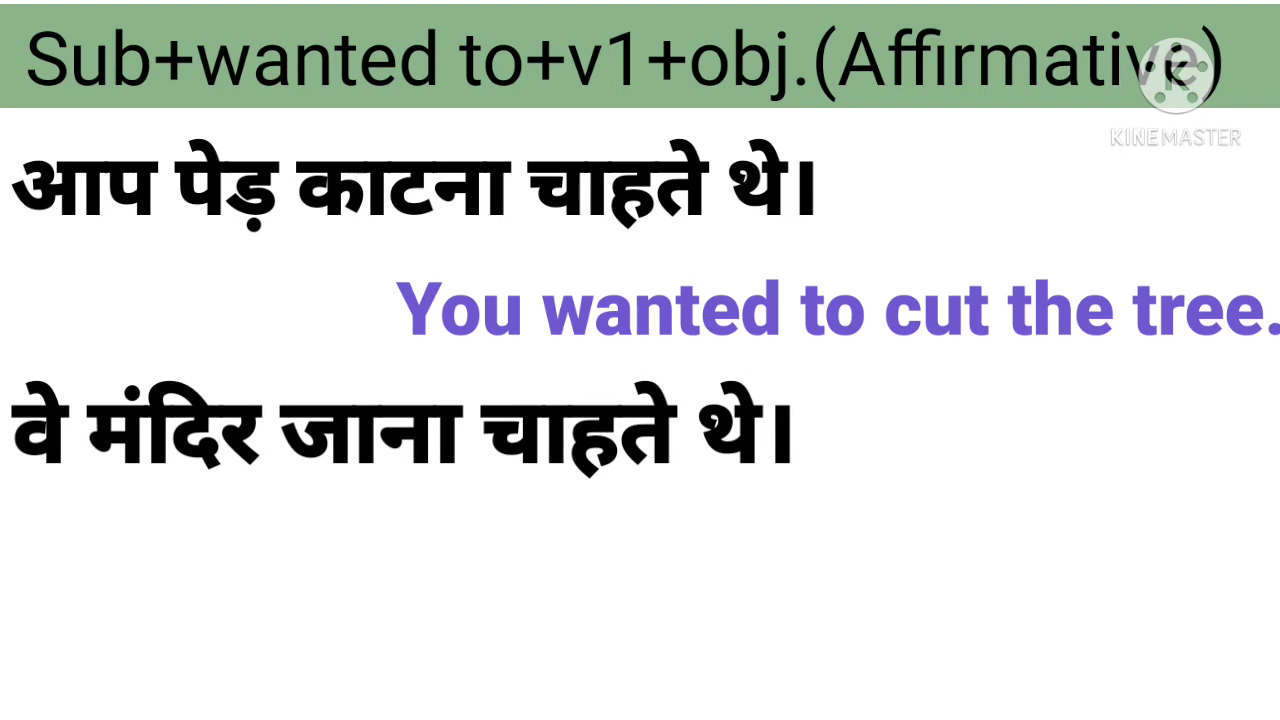 Sub+wanted to+v1+obj.(Affirmative)
KINEMASTER
आप पेड़ काटना चाहते थे।
You wanted to cut the tree.
वे मंदिर जाना चाहते थे।